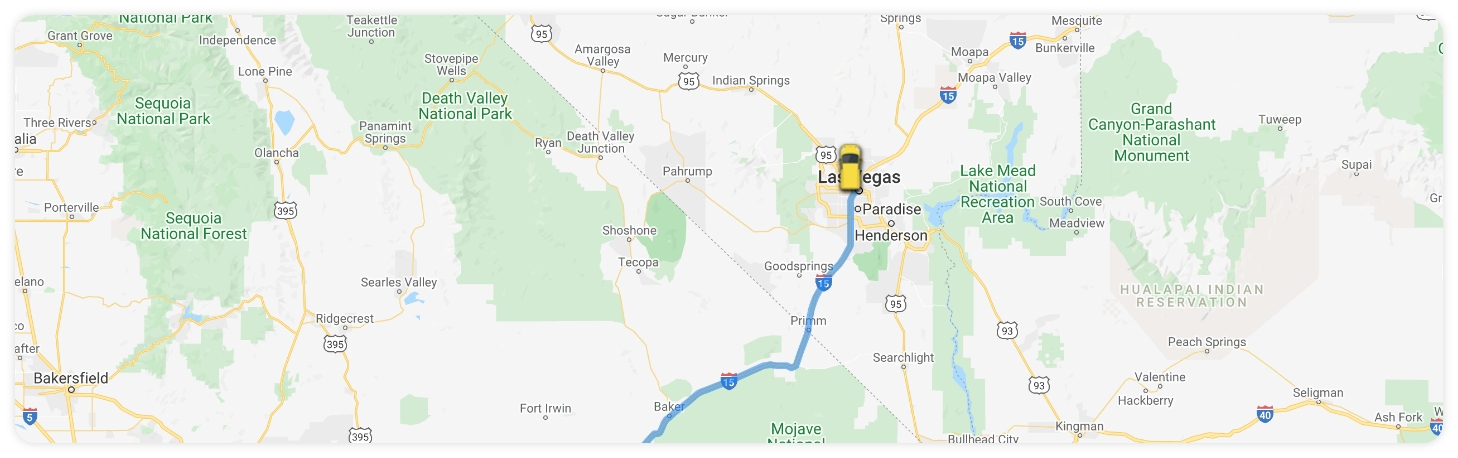 National Park
Grant Grove
Independence
Teakettle
Junction
95
Springs
Mesquite
15
Bunkerville
Moapa
Moapa Valley
15
Amargosa
Valley
Mercury
95
Indian Springs
Stovepipe
Wells
Lone Pine
Sequoia
National Park
Death Valley
National Park
Three Rivers
alia
re
Panamint
Springs
Ryan
Death Valley
Junction
Olancha
Grand
Canyon-Parashant
National
Monument
Tuweep
Supai
95
Pahrump
Lake Mead
National
Recreation
Area
South Cove
Meadview
Paradise
Henderson
Porterville
395
Sequoia
National Forest
Shoshone
Tecopa
Goodsprings
15
Gr
elano
Searles Valley
HUALAPAI INDIAN
RESERVATION
95
Primm
93
co
Ridgecrest
395
after
Searchlight
Peach Springs
Bakersfield
15
93
Valentine
Hackberry
Seligman
5
Fort Irwin
Baker
40
Ash Fork
W
40
395
Mojave
National
Bullhead City
Kingman